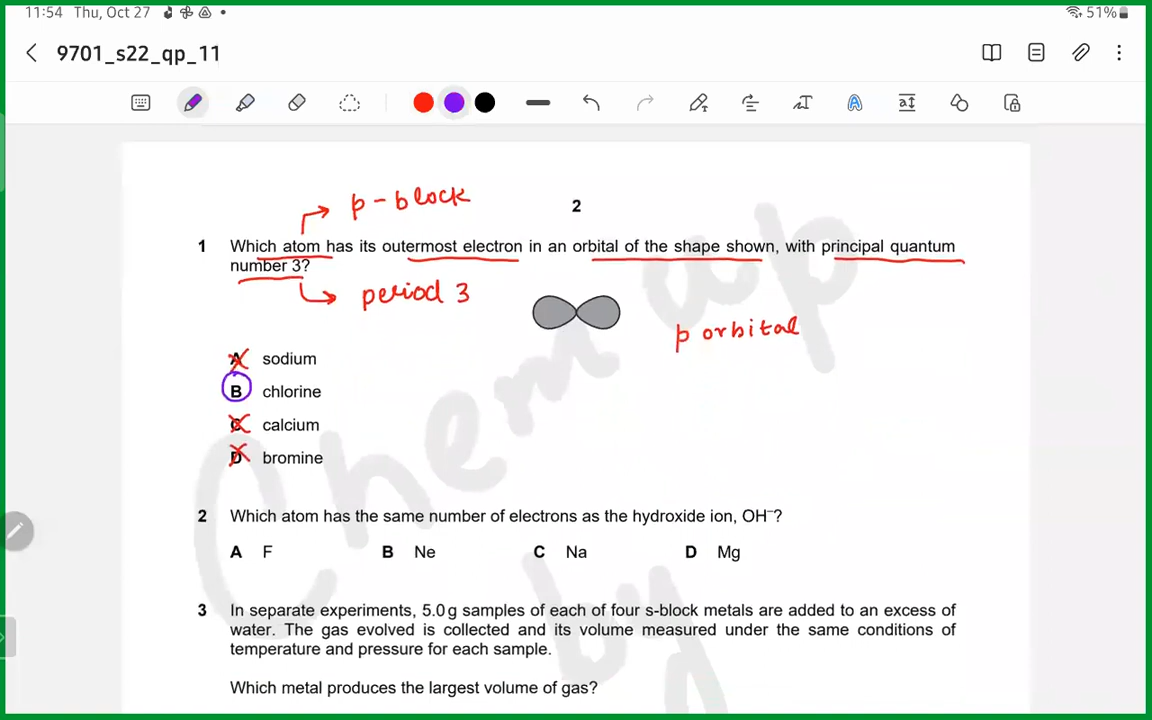 11:54 Thu, Oct 27
51%
9701_s22_qp_11
p-block
2
1 Which atom has its outermost electron in an orbital of the shape shown, with principal quantum
number 3?
period 3
p orbital
A sodium
B chlorine
C calcium
D bromine
2 Which atom has the same number of electrons as the hydroxide ion, OH⁻?
A F B Ne C Na D Mg
3 In separate experiments, 5.0 g samples of each of four s-block metals are added to an excess of
water. The gas evolved is collected and its volume measured under the same conditions of
temperature and pressure for each sample.
Which metal produces the largest volume of gas?
Chem up
by